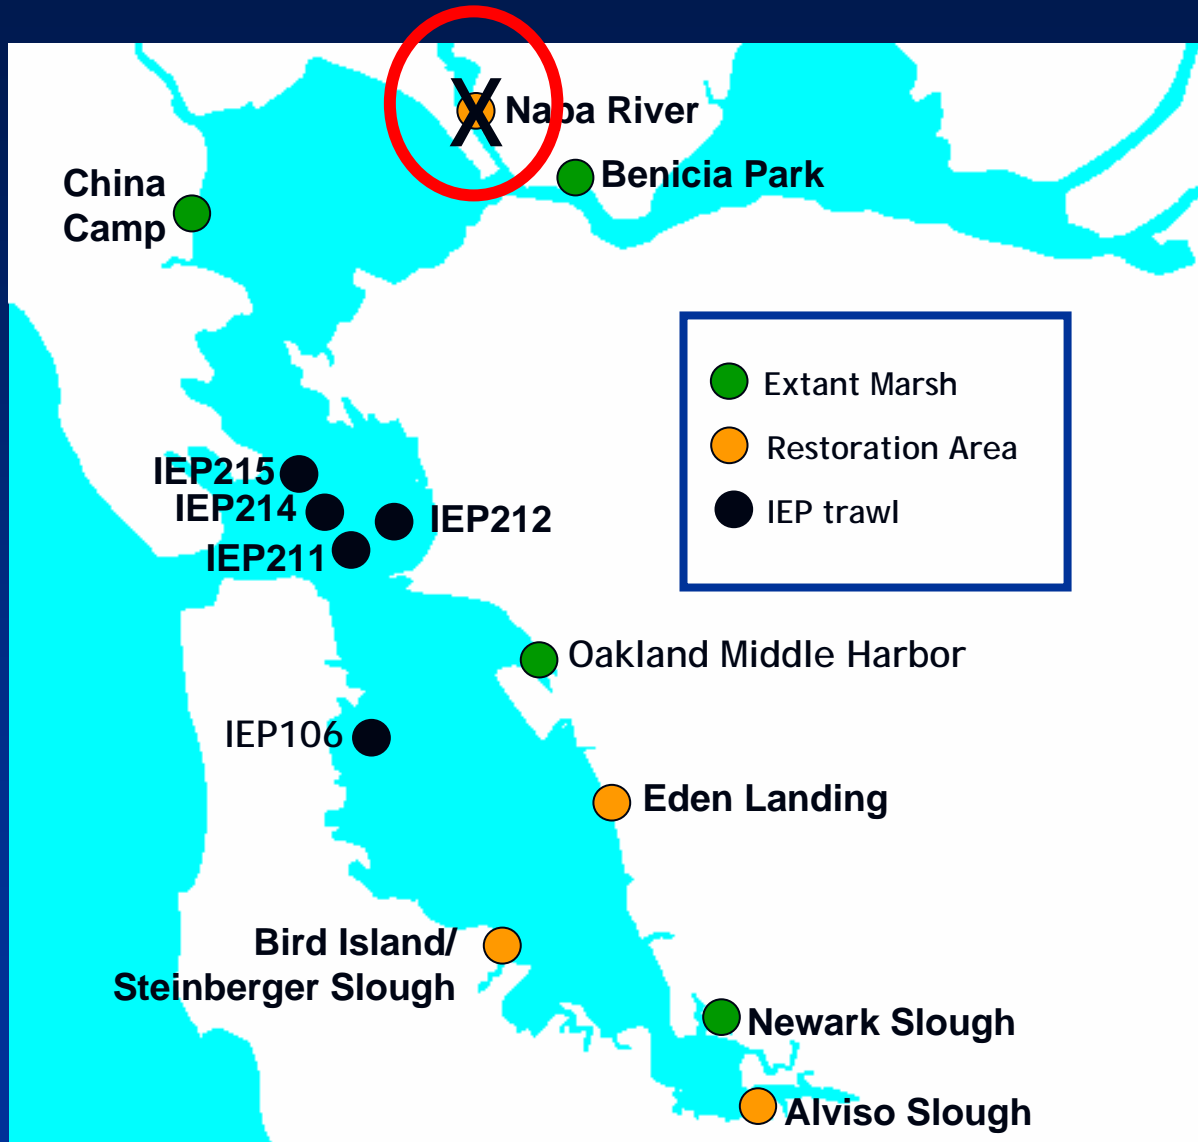 X Napa River
Benicia Park
China
Camp
Extant Marsh
Restoration Area
IEP trawl
IEP215
IEP214
IEP212
IEP211
Oakland Middle Harbor
IEP106
Eden Landing
Bird Island/
Steinberger Slough
Newark Slough
Alviso Slough